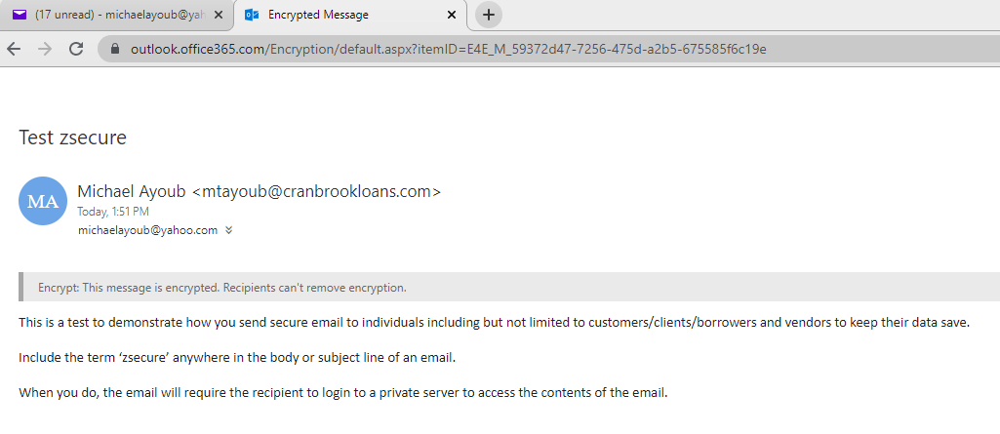 (17 unread) - michaelayoub@yah
Encrypted Message
outlook.office365.com/Encryption/default.aspx?itemID=E4E_M_59372d47-7256-475d-a2b5-675585f6c19e
Test zsecure
MA
Michael Ayoub <mtayoub@cranbrookloans.com>
Today, 1:51 PM
michaelayoub@yahoo.com
Encrypt: This message is encrypted. Recipients can't remove encryption.
This is a test to demonstrate how you send secure email to individuals including but not limited to customers/clients/borrowers and vendors to keep their data save.
Include the term ‘zsecure’ anywhere in the body or subject line of an email.
When you do, the email will require the recipient to login to a private server to access the contents of the email.